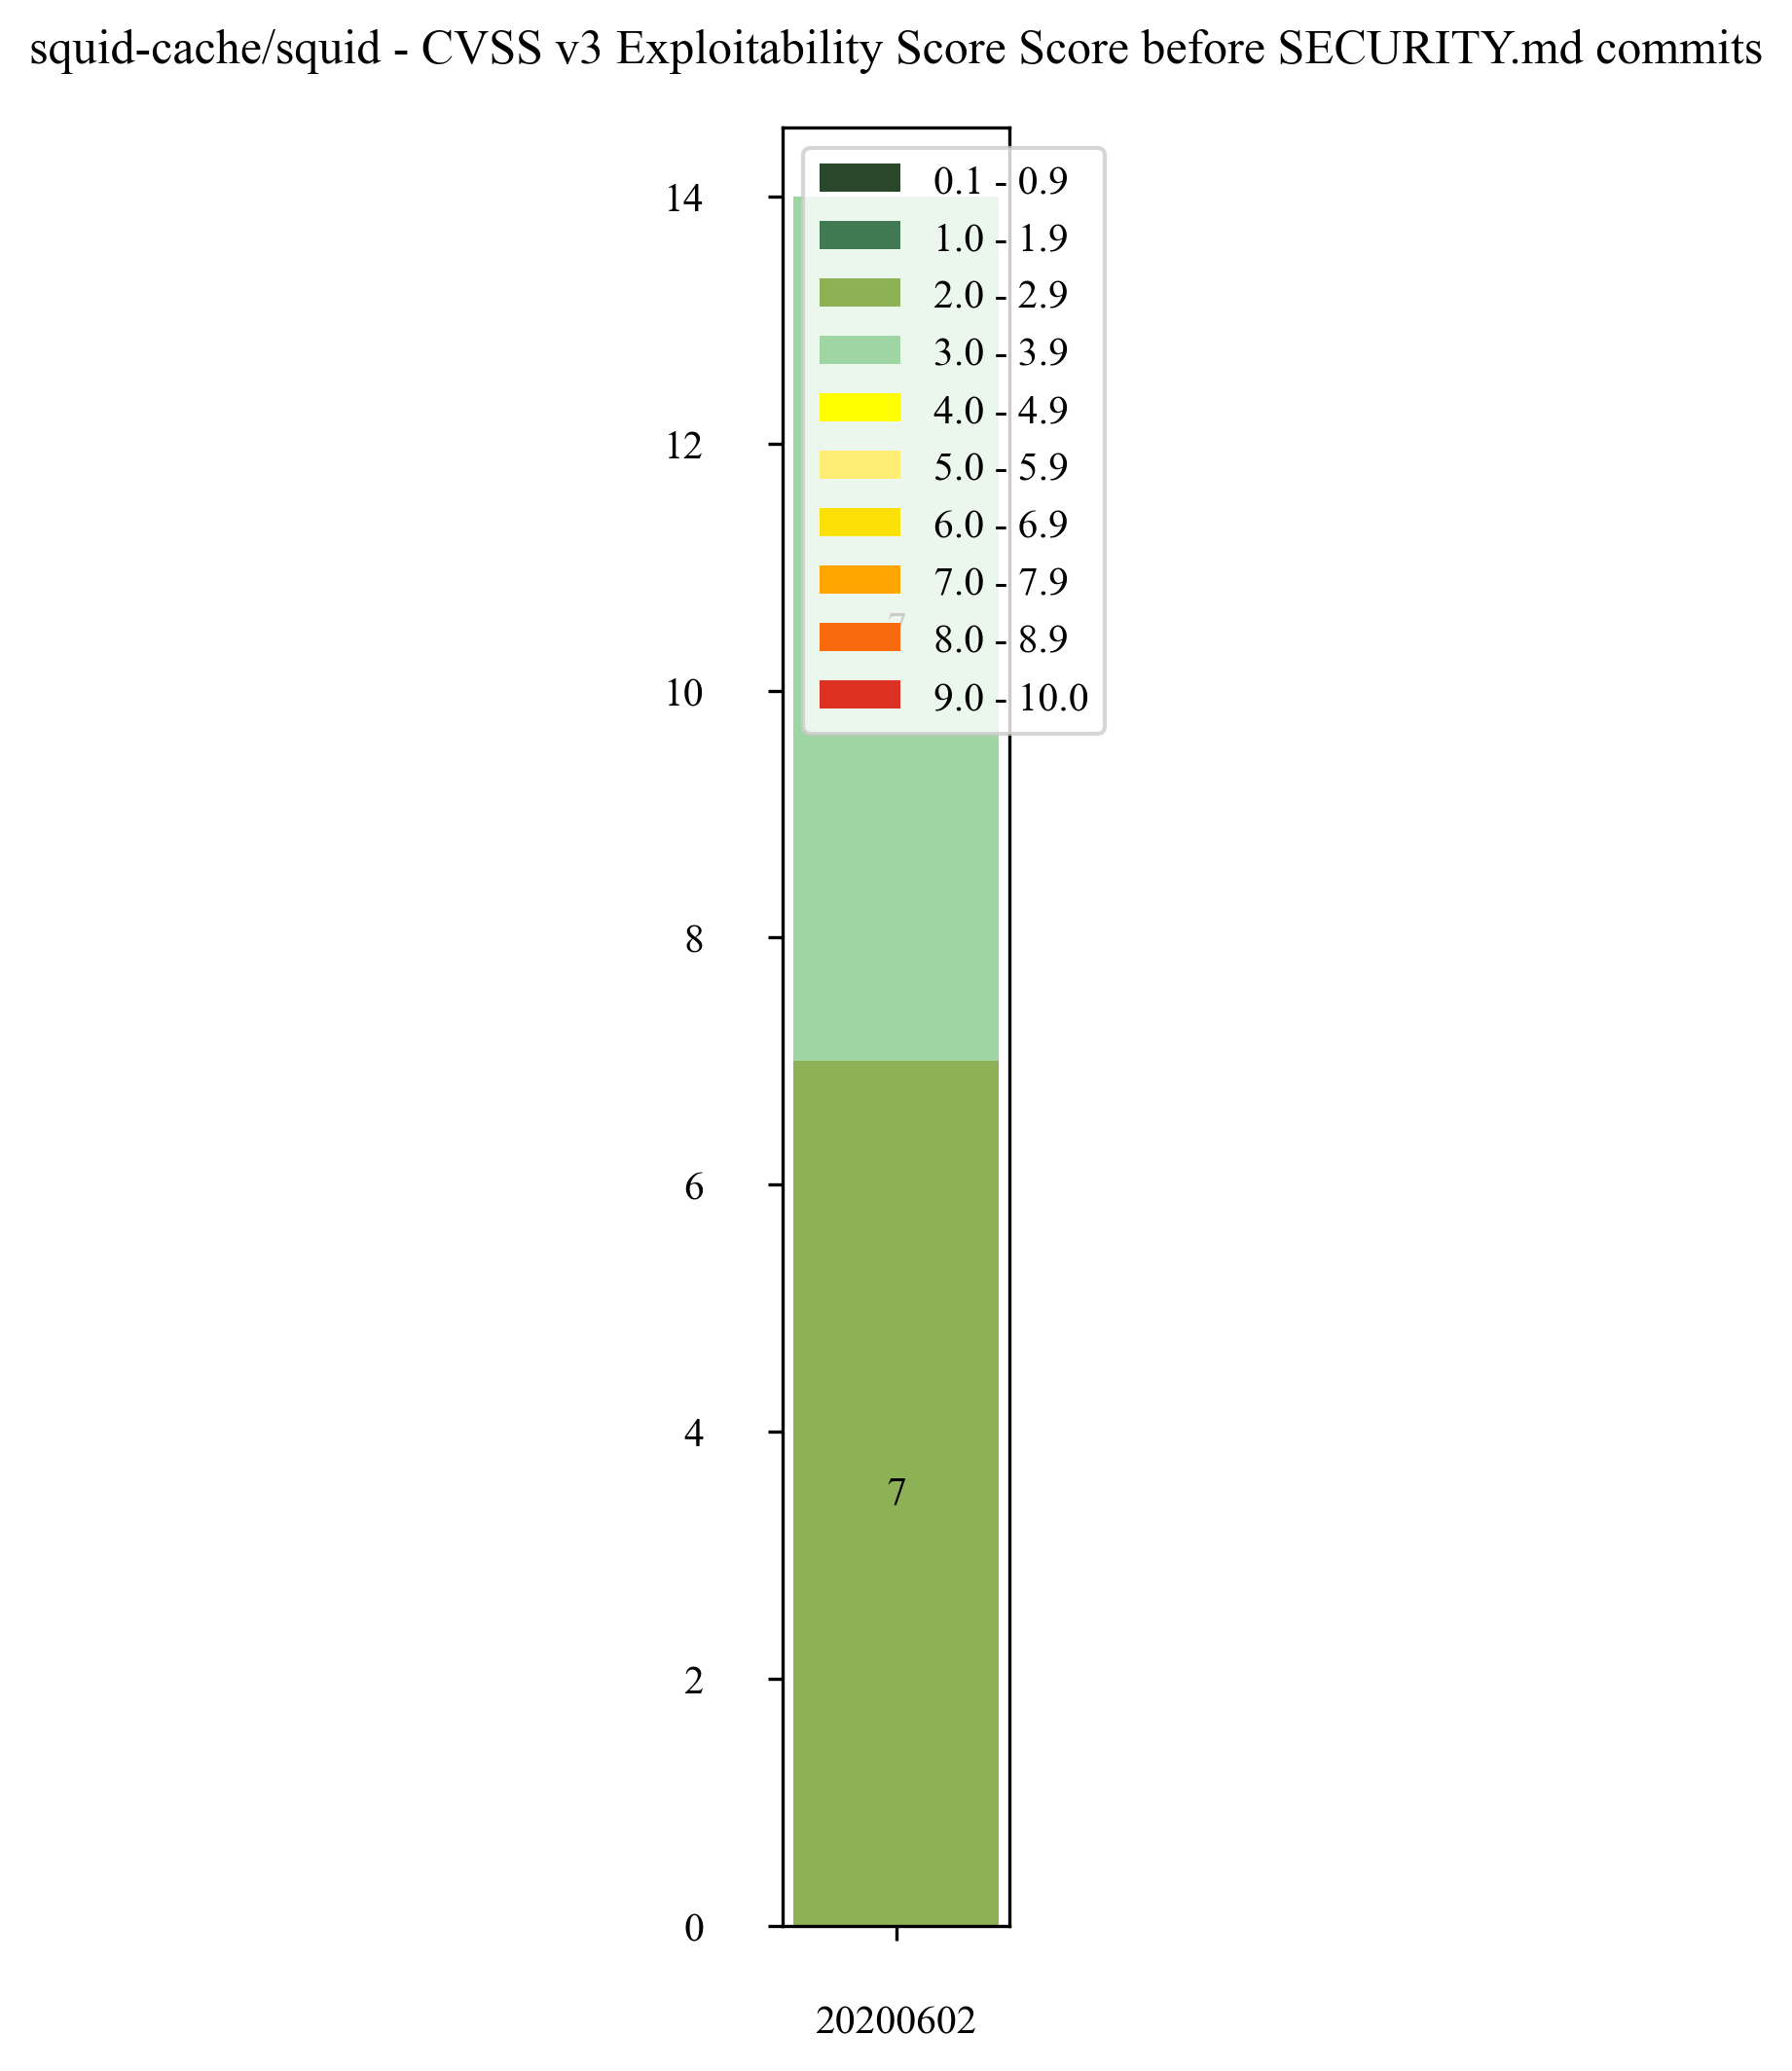 squid-cache/squid - CVSS v3 Exploitability Score Score before SECURITY.md commits
14
12
10
8
6
4
2
0
0.1 - 0.9
1.0 - 1.9
2.0 - 2.9
3.0 - 3.9
4.0 - 4.9
5.0 - 5.9
6.0 - 6.9
7.0 - 7.9
8.0 - 8.9
9.0 - 10.0
7
7
20200602